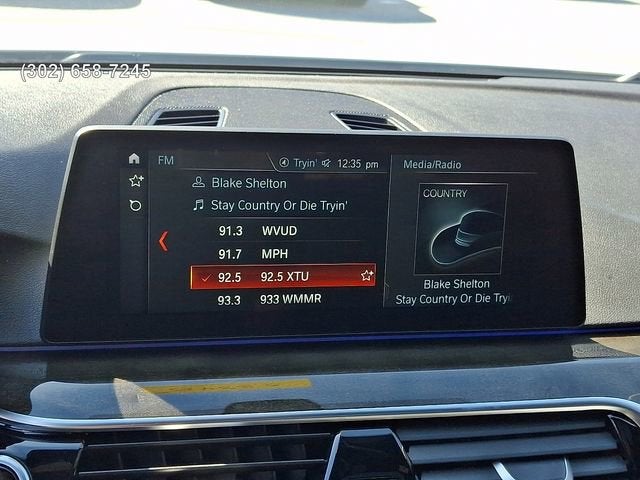 (302) 658-7245
FM
Tryin' 12:35 pm
Media/Radio
Blake Shelton
Stay Country Or Die Tryin'
91.3 WVUD
91.7 MPH
92.5 92.5 XTU
93.3 933 WMMR
COUNTRY
Blake Shelton
Stay Country Or Die Tryi